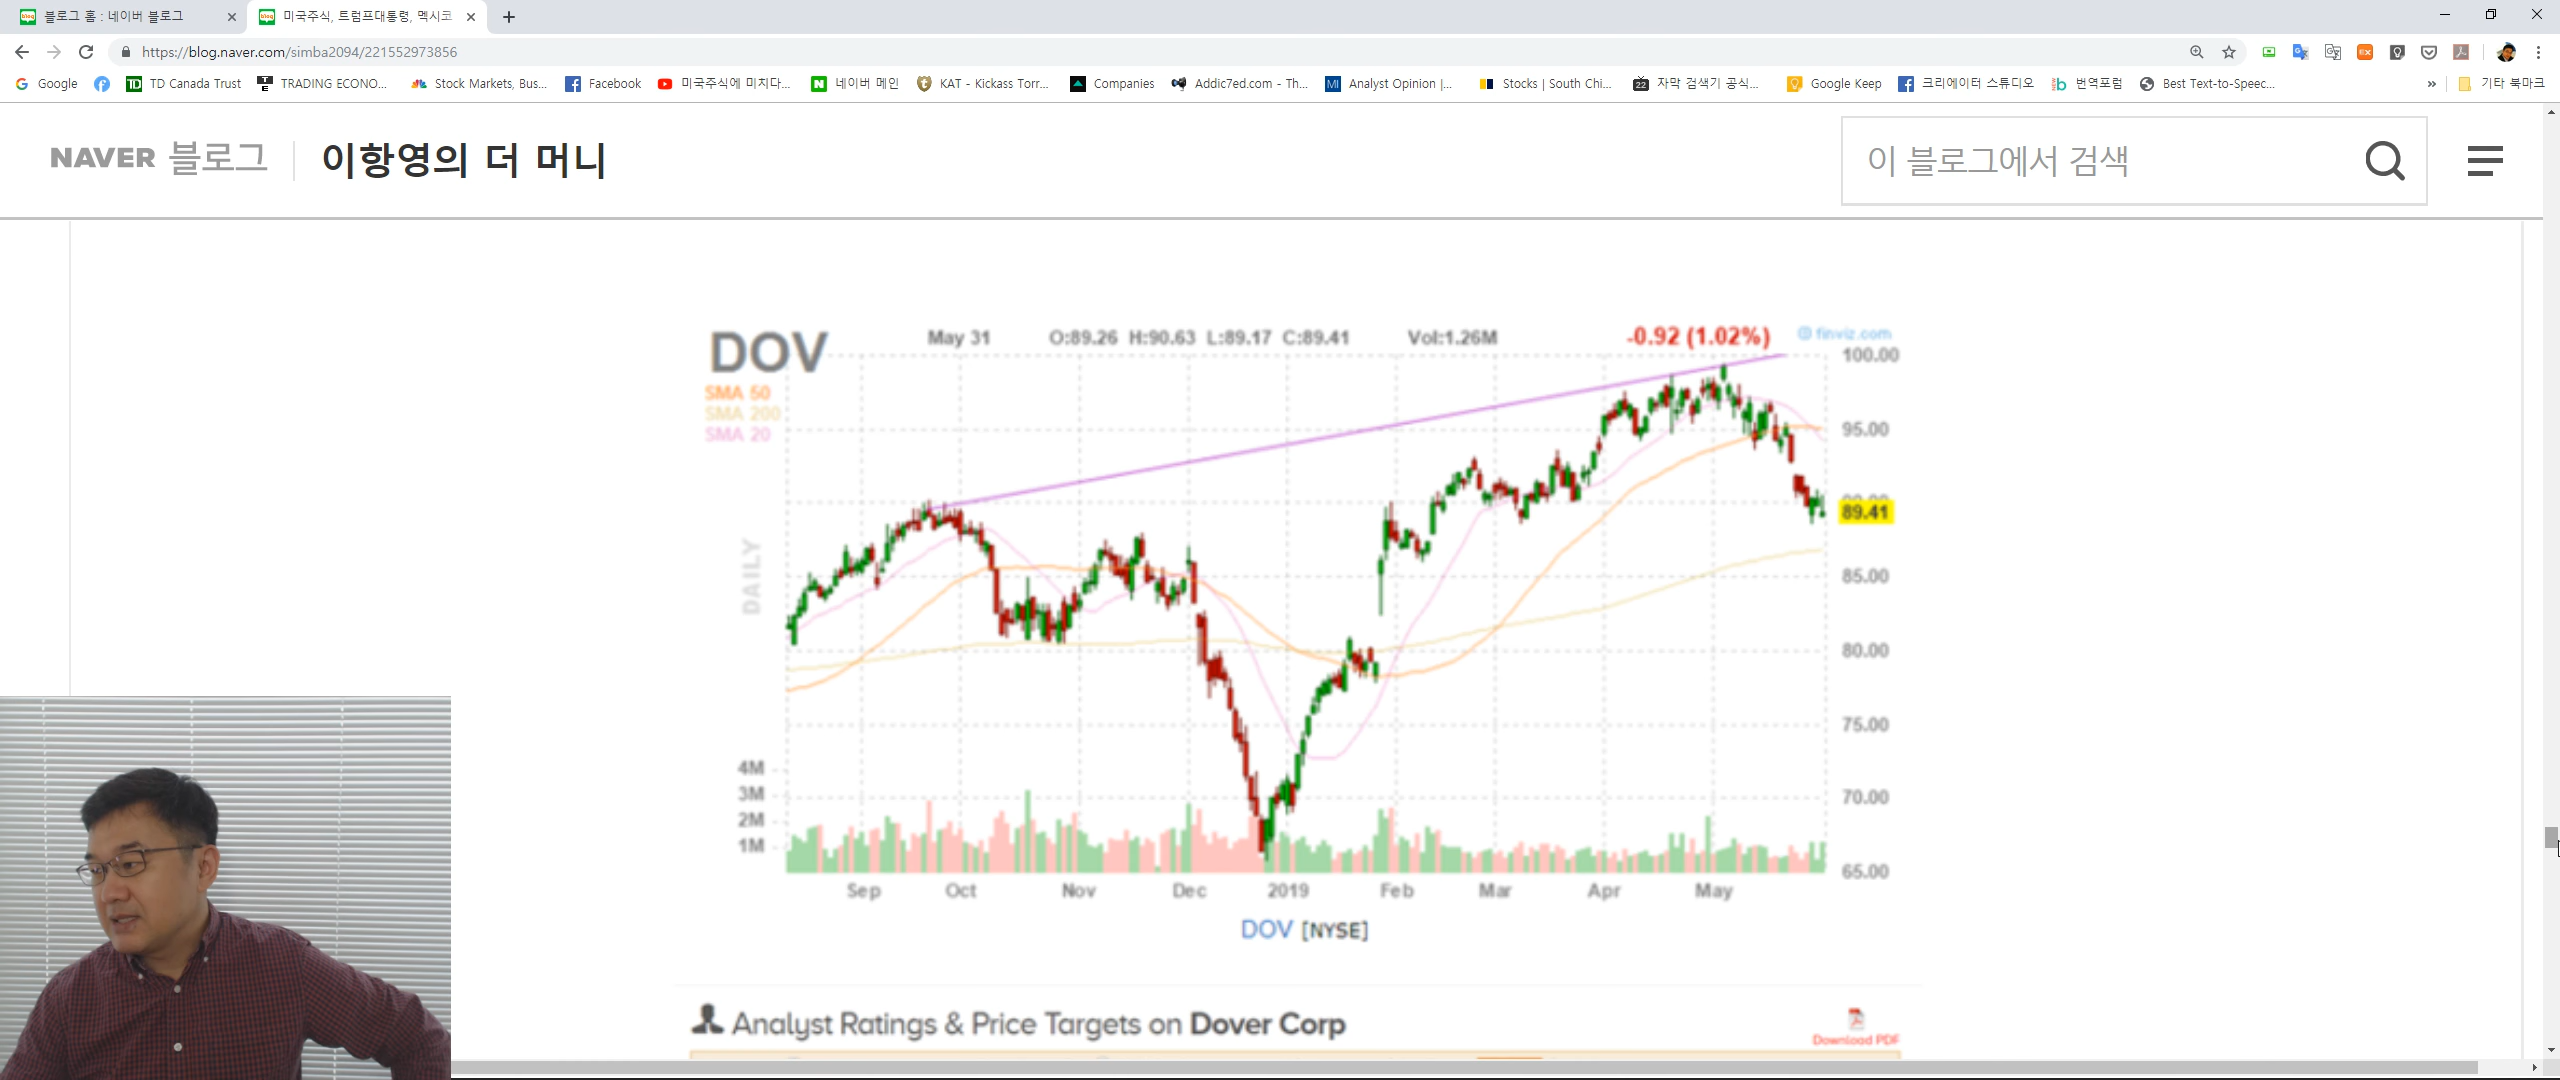 블로그 홈 : 네이버 블로그
미국주식, 트럼프대통령, 멕시코
https://blog.naver.com/simba2094/221552973856
Google
TD Canada Trust
TRADING ECONO...
Stock Markets, Bus...
Facebook
미국주식에 미치다...
네이버 메인
KAT - Kickass Torr...
Companies
Addic7ed.com - Th...
Analyst Opinion |...
Stocks | South Chi...
자막 검색기 공식...
Google Keep
크리에이터 스튜디오
번역포럼
Best Text-to-Speec...
기타 북마크
NAVER 블로그
이항영의 더 머니
이 블로그에서 검색
DOV
May 31 O:89.26 H:90.63 L:89.17 C:89.41 Vol:1.26M -0.92 (1.02%)
finviz.com
SMA 50
SMA 200
SMA 20
DAILY
100.00
95.00
90.00
89.41
85.00
80.00
75.00
70.00
65.00
4M
3M
2M
1M
Sep Oct Nov Dec 2019 Feb Mar Apr May
DOV [NYSE]
Analyst Ratings & Price Targets on Dover Corp
Download PDF